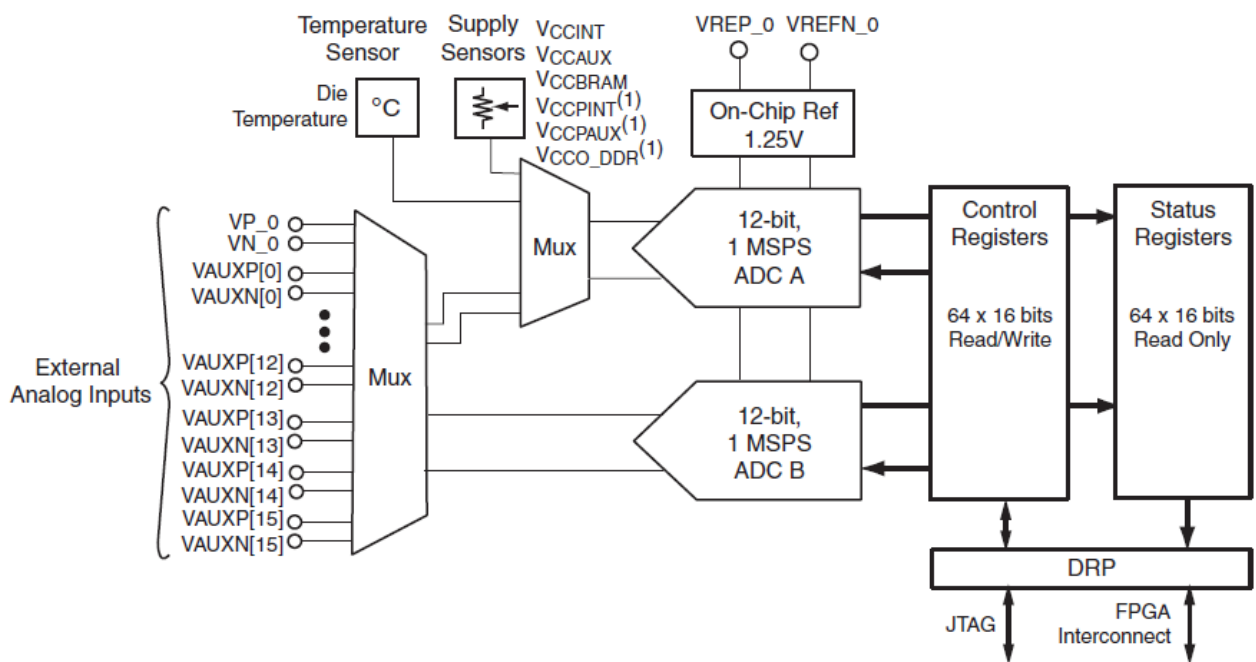 Temperature
Sensor
Supply
Sensors
VCCINT
VCCAUX
VCCBRAM
VCCPINT(1)
VCCPAUX(1)
VCCO_DDR(1)
VREP_0
VREFN_0
Die
Temperature
°C
On-Chip Ref
1.25V
VP_0
VN_0
VAUXP[0]
VAUXN[0]
VAUXP[12]
VAUXN[12]
VAUXP[13]
VAUXN[13]
VAUXP[14]
VAUXN[14]
VAUXP[15]
VAUXN[15]
External
Analog Inputs
Mux
Mux
12-bit,
1 MSPS
ADC A
12-bit,
1 MSPS
ADC B
Control
Registers
64 x 16 bits
Read/Write
Status
Registers
64 x 16 bits
Read Only
DRP
JTAG
FPGA
Interconnect